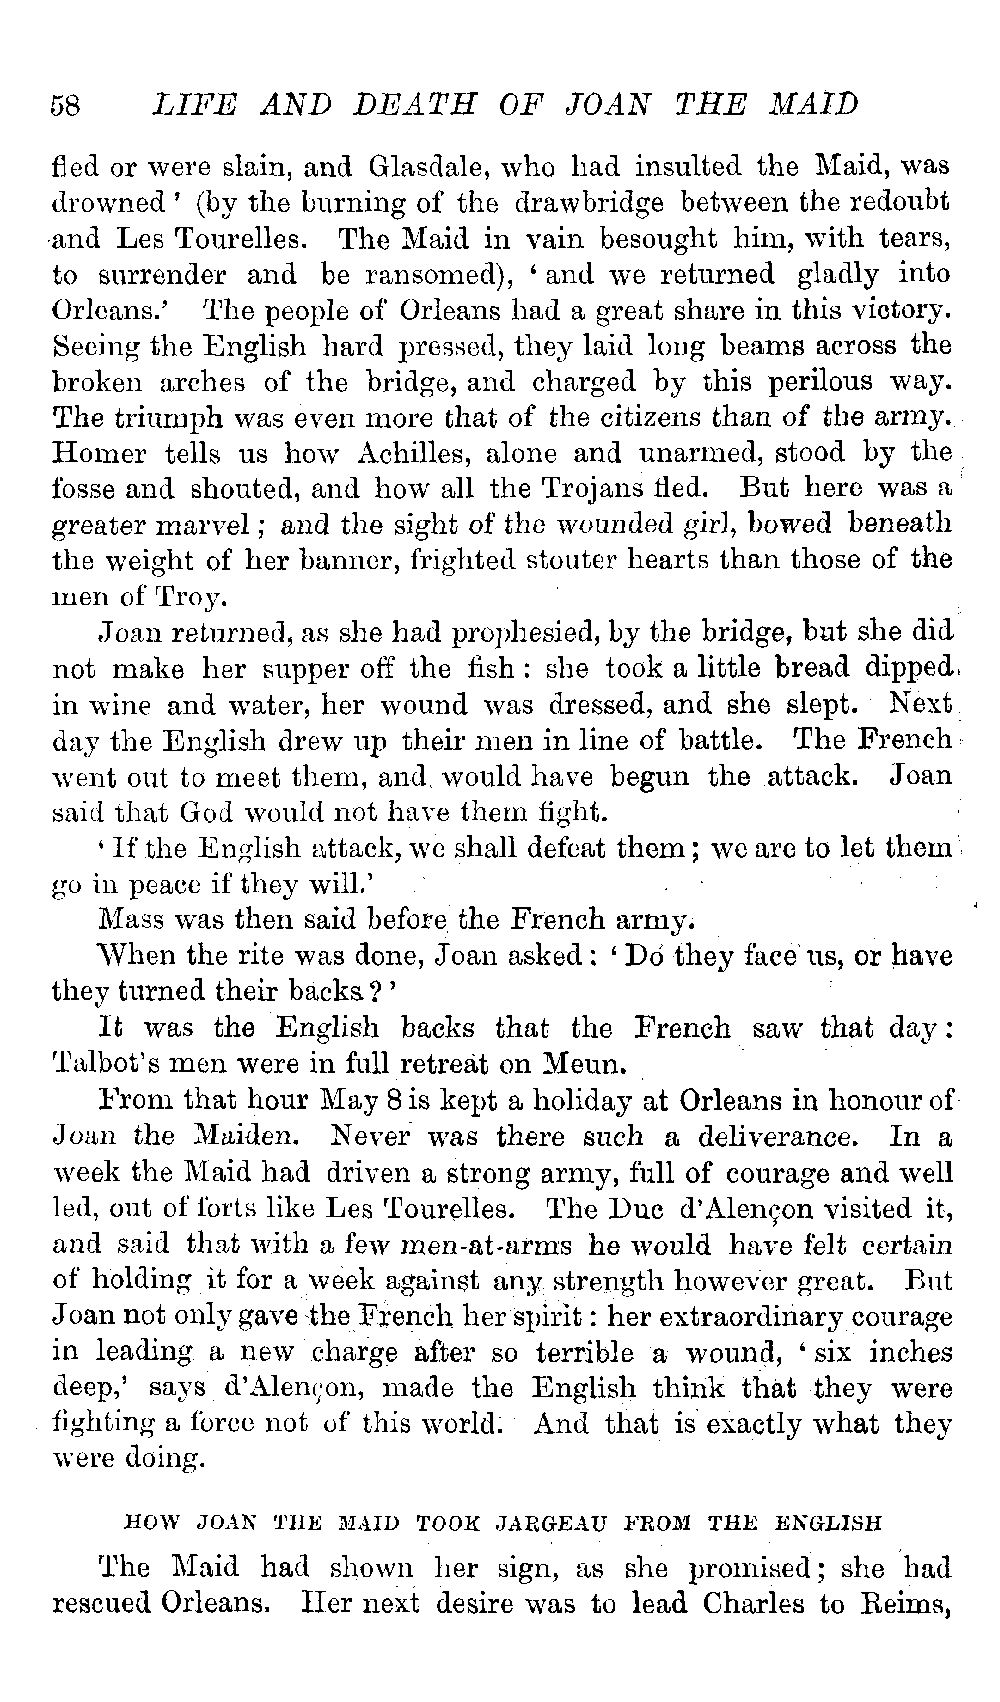 58 LIFE AND DEATH OF JOAN THE MAID
fled or were slain, and Glasdale, who had insulted the Maid, was
drowned ' (by the burning of the drawbridge between the redoubt
and Les Tourelles. The Maid in vain besought him, with tears,
to surrender and be ransomed), ' and we returned gladly into
Orleans.' The people of Orleans had a great share in this victory.
Seeing the English hard pressed, they laid long beams across the
broken arches of the bridge, and charged by this perilous way.
The triumph was even more that of the citizens than of the army.
Homer tells us how Achilles, alone and unarmed, stood by the
fosse and shouted, and how all the Trojans fled. But here was a
greater marvel ; and the sight of the wounded girl, bowed beneath
the weight of her banner, frighted stouter hearts than those of the
men of Troy.
Joan returned, as she had prophesied, by the bridge, but she did
not make her supper off the fish : she took a little bread dipped
in wine and water, her wound was dressed, and she slept. Next
day the English drew up their men in line of battle. The French
went out to meet them, and would have begun the attack. Joan
said that God would not have them fight.
' If the English attack, we shall defeat them ; we are to let them
go in peace if they will.'
Mass was then said before the French army.
When the rite was done, Joan asked : ' Do they face us, or have
they turned their backs ? '
It was the English backs that the French saw that day :
Talbot's men were in full retreat on Meun.
From that hour May 8 is kept a holiday at Orleans in honour of
Joan the Maiden. Never was there such a deliverance. In a
week the Maid had driven a strong army, full of courage and well
led, out of forts like Les Tourelles. The Duc d'Alençon visited it,
and said that with a few men-at-arms he would have felt certain
of holding it for a week against any strength however great. But
Joan not only gave the French her spirit : her extraordinary courage
in leading a new charge after so terrible a wound, ' six inches
deep,' says d'Alençon, made the English think that they were
fighting a force not of this world. And that is exactly what they
were doing.
HOW JOAN THE MAID TOOK JARGEAU FROM THE ENGLISH
The Maid had shown her sign, as she promised ; she had
rescued Orleans. Her next desire was to lead Charles to Reims,